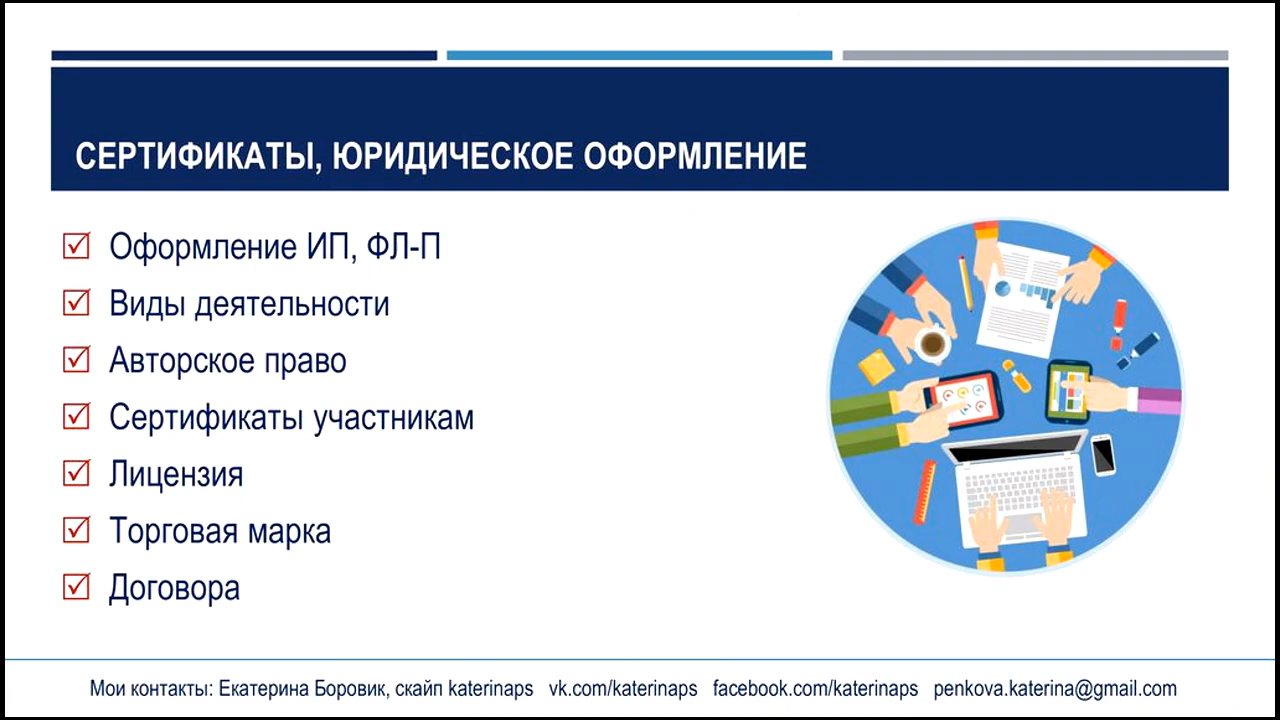 СЕРТИФИКАТЫ, ЮРИДИЧЕСКОЕ ОФОРМЛЕНИЕ
Оформление ИП, ФЛ-П
Виды деятельности
Авторское право
Сертификаты участникам
Лицензия
Торговая марка
Договора
Мои контакты: Екатерина Боровик, скайп katerinaps vk.com/katerinaps facebook.com/katerinaps penkova.katerina@gmail.com